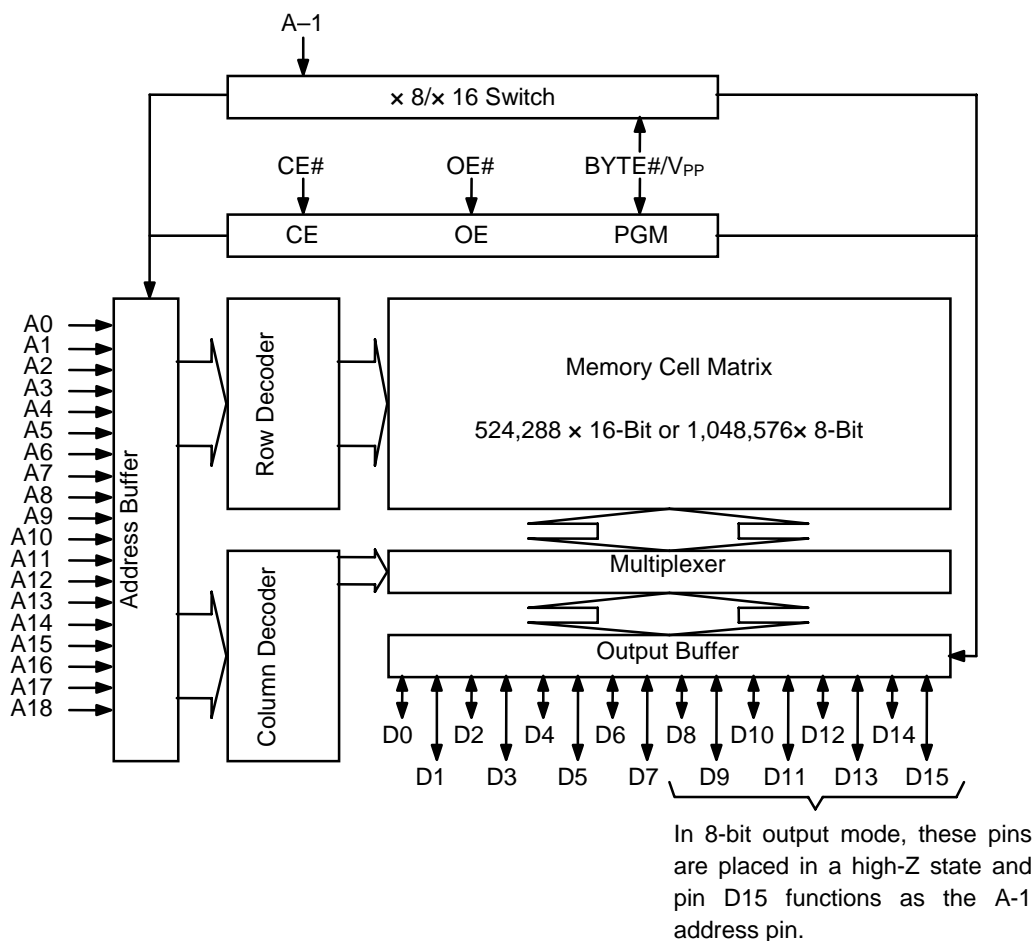 A–1
× 8/× 16 Switch
CE#
OE#
BYTE#/VPP
CE
OE
PGM
A0
A1
A2
A3
A4
A5
A6
A7
A8
A9
A10
A11
A12
A13
A14
A15
A16
A17
A18
Address Buffer
Row Decoder
Memory Cell Matrix
524,288 × 16-Bit or 1,048,576× 8-Bit
Column Decoder
Multiplexer
Output Buffer
D0 D2 D4 D6 D8 D10 D12 D14
D1 D3 D5 D7 D9 D11 D13 D15
In 8-bit output mode, these pins
are placed in a high-Z state and
pin D15 functions as the A-1
address pin.